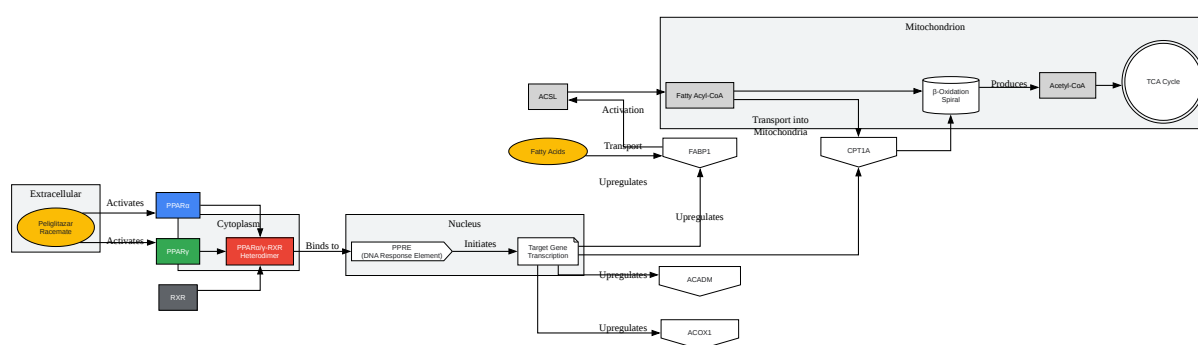 Mitochondrion
TCA Cycle
Produces
Acetyl-CoA
β-Oxidation
Spiral
Fatty Acyl-CoA
ACSL
Activation
Transport into
Mitochondria
Fatty Acids
Transport
FABP1
CPT1A
Upregulates
Upregulates
Extracellular
Peliglitazar
Racemate
Activates
Activates
PPARα
PPARγ
RXR
Cytoplasm
PPARα/γ-RXR
Heterodimer
Binds to
Nucleus
PPRE
(DNA Response Element)
Initiates
Target Gene
Transcription
Upregulates
ACADM
Upregulates
ACOX1